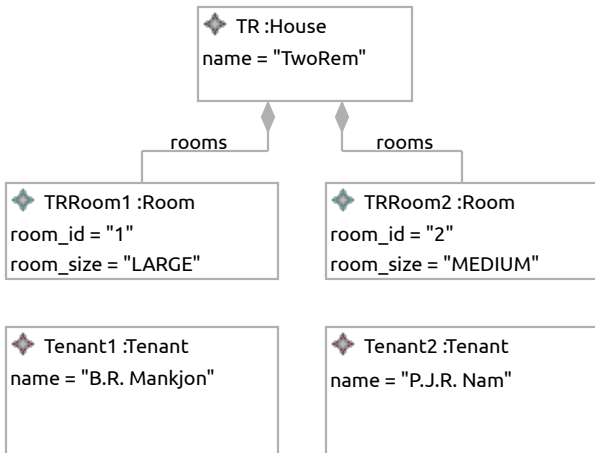 TR :House
name = "TwoRem"
rooms
rooms
TRRoom1 :Room
room_id = "1"
room_size = "LARGE"
TRRoom2 :Room
room_id = "2"
room_size = "MEDIUM"
Tenant1 :Tenant
name = "B.R. Mankjon"
Tenant2 :Tenant
name = "P.J.R. Nam"